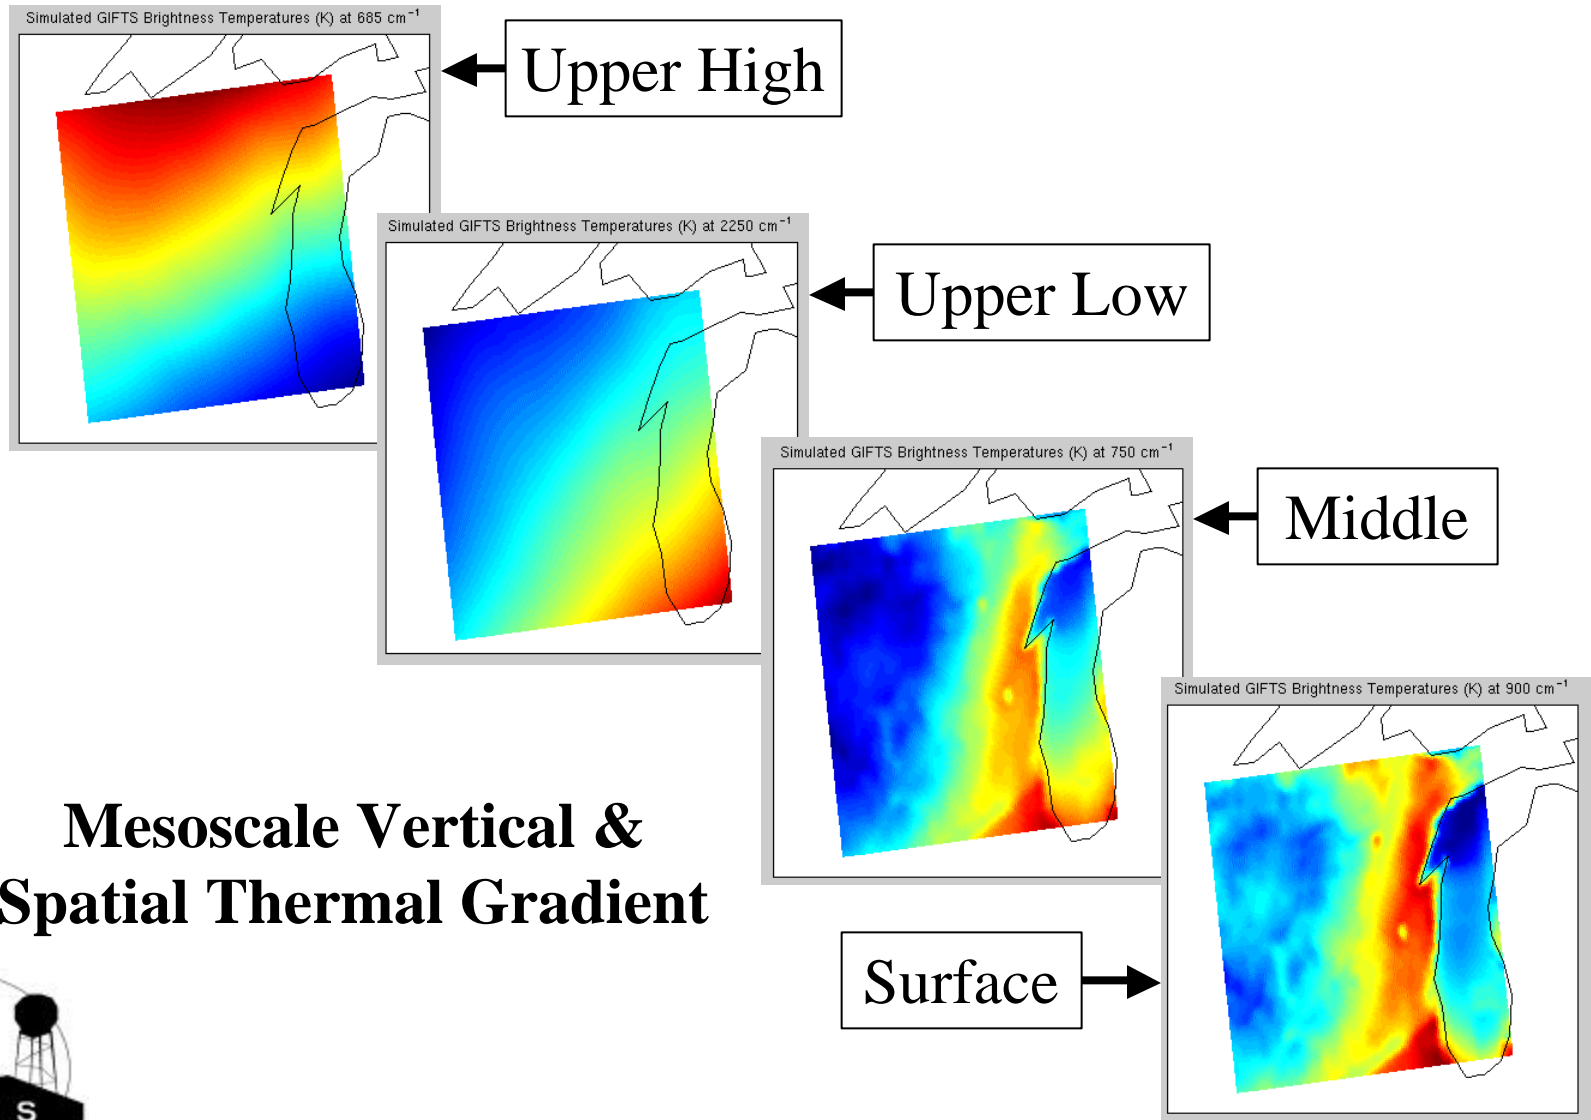 Simulated GIFTS Brightness Temperatures (K) at 685 cm⁻¹
Upper High
Simulated GIFTS Brightness Temperatures (K) at 2250 cm⁻¹
Upper Low
Simulated GIFTS Brightness Temperatures (K) at 750 cm⁻¹
Middle
Simulated GIFTS Brightness Temperatures (K) at 900 cm⁻¹
Surface
Mesoscale Vertical &
Spatial Thermal Gradient
S